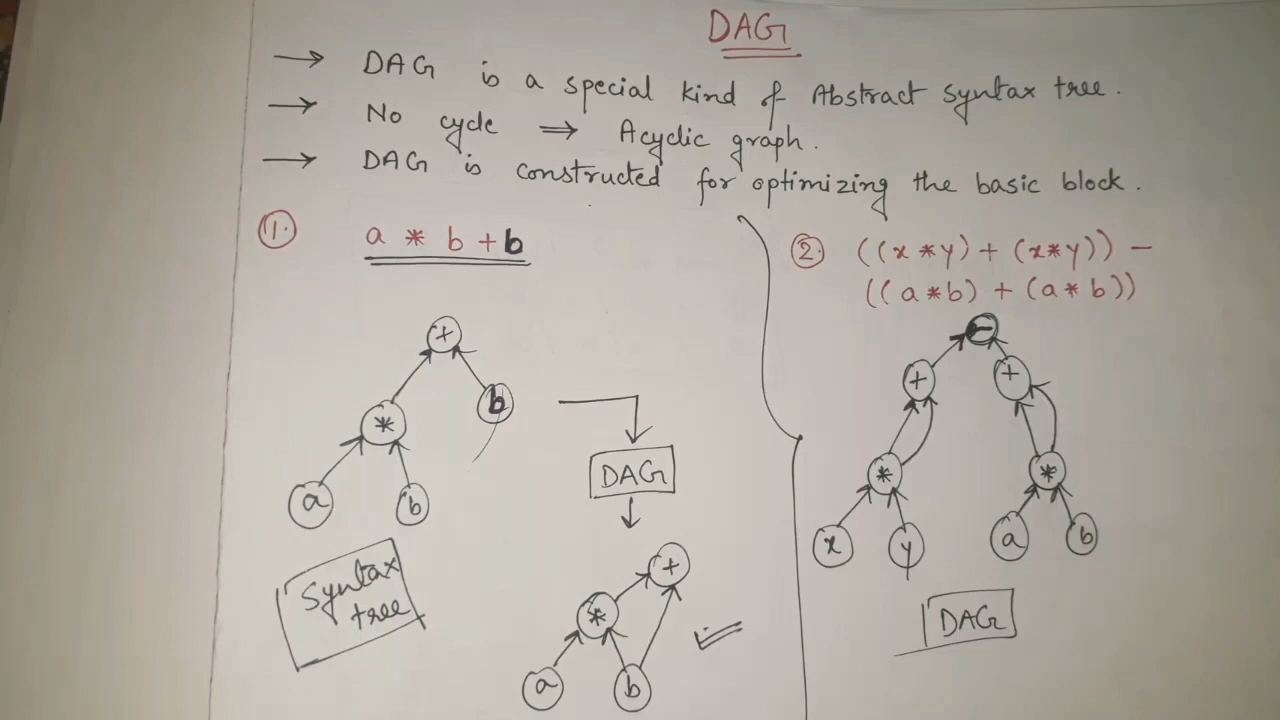 DAG
→ DAG is a special kind of Abstract syntax tree.
→ No cycle ⇒ Acyclic graph.
→ DAG is constructed for optimizing the basic block.
1. a * b + b
2. ((x * y) + (x * y)) −
((a * b) + (a * b))
+
* b
a b
Syntax
tree
DAG
+
*
a b
−
+ +
* *
x y a b
DAG